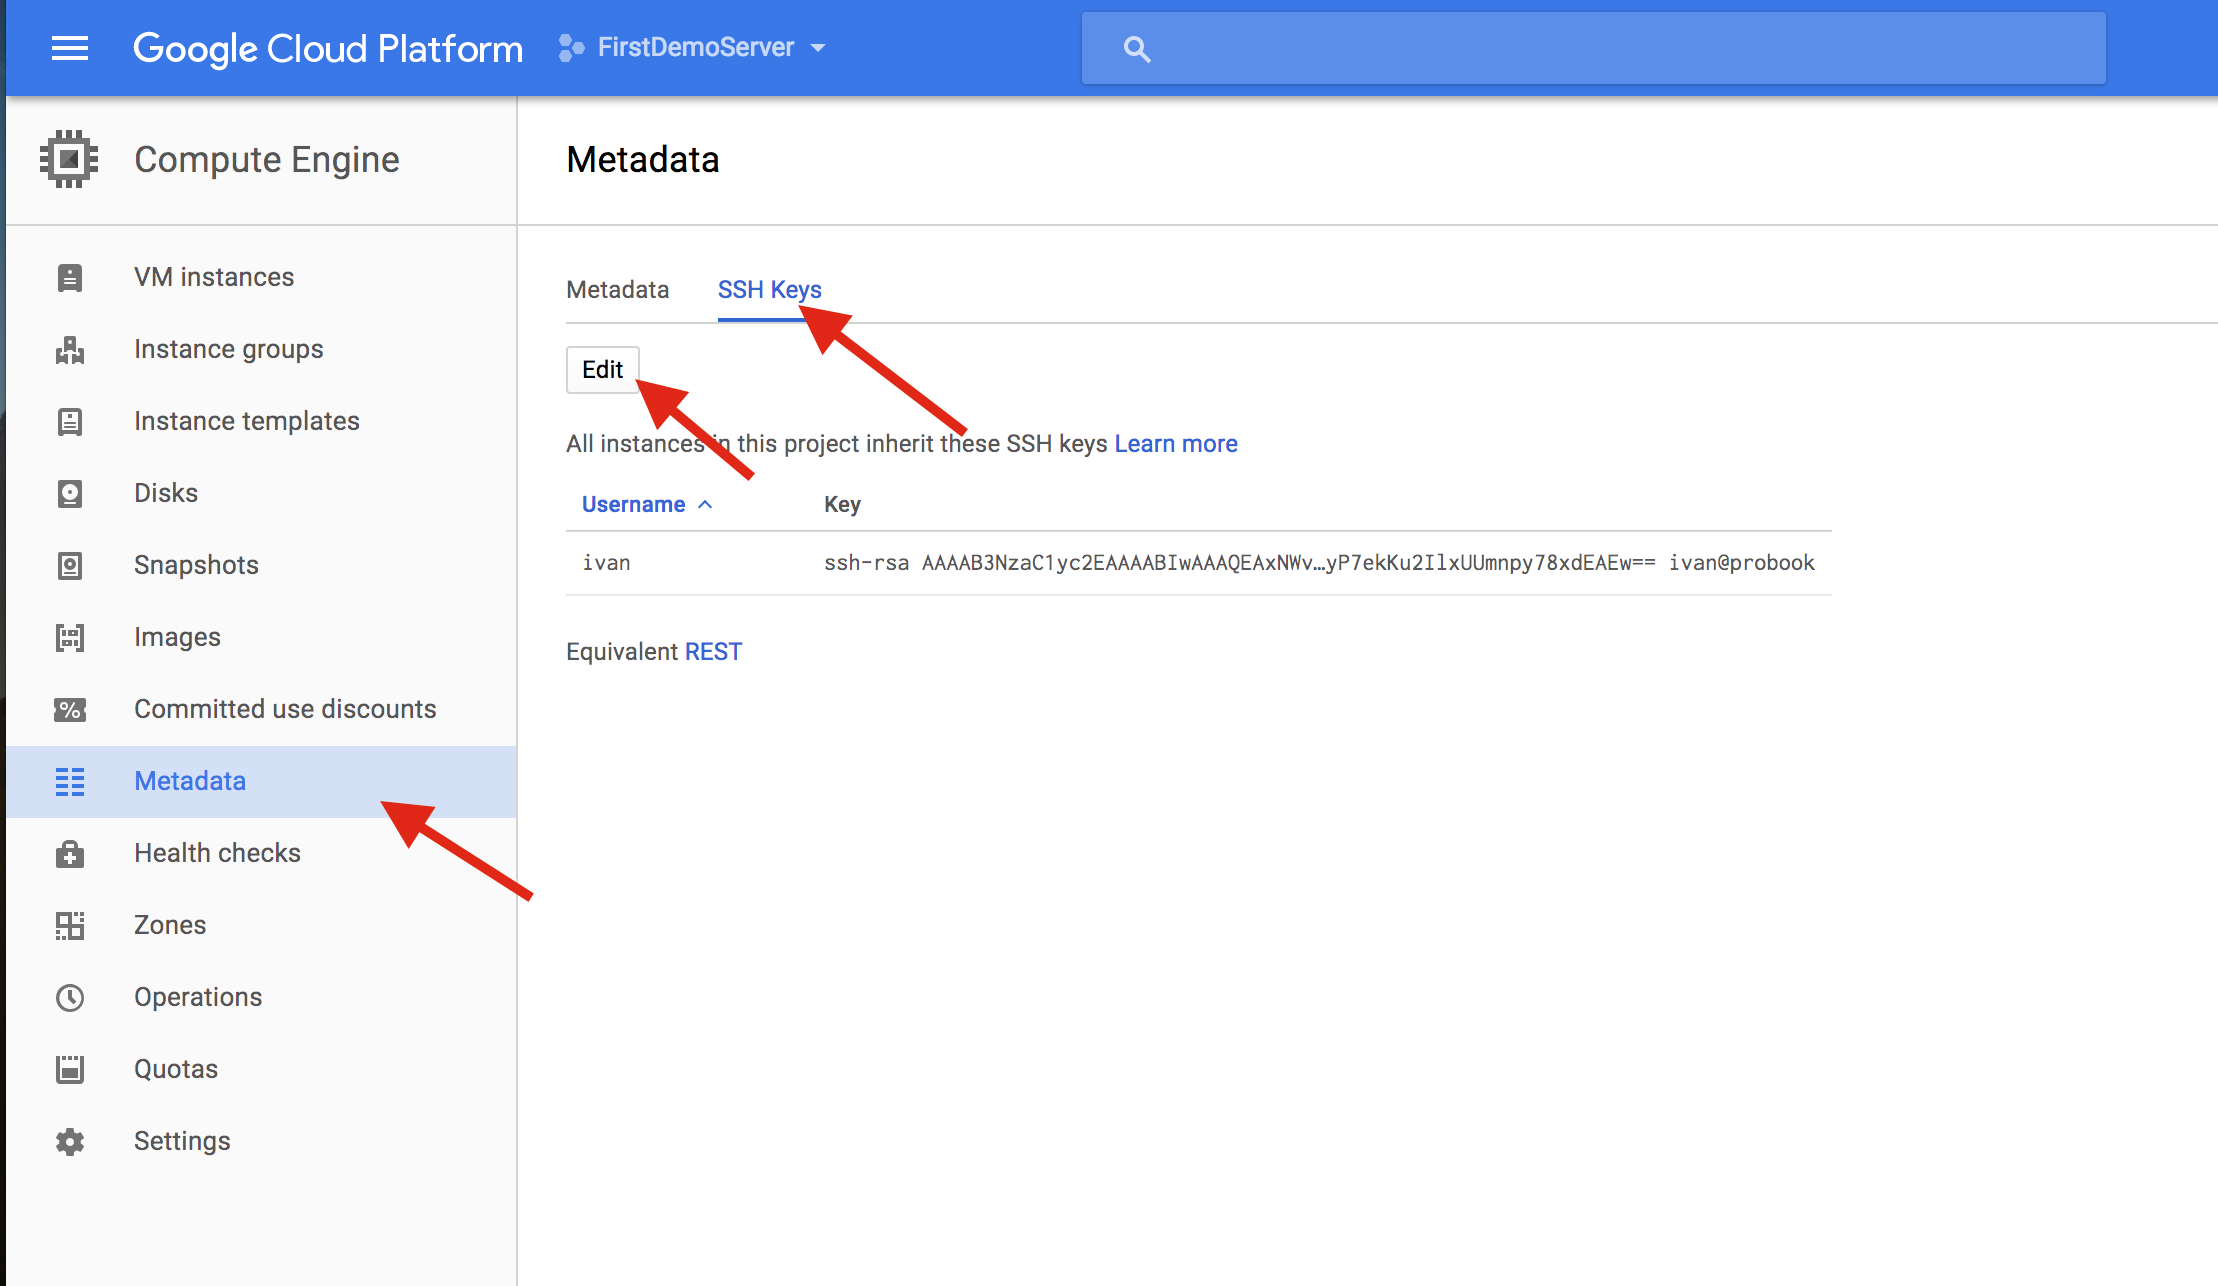 Google Cloud Platform FirstDemoServer
Compute Engine
VM instances
Instance groups
Instance templates
Disks
Snapshots
Images
Committed use discounts
Metadata
Health checks
Zones
Operations
Quotas
Settings
Metadata
Metadata SSH Keys
Edit
All instances in this project inherit these SSH keys Learn more
Username Key
ivan ssh-rsa AAAAB3NzaC1yc2EAAAABIwAAAQEAxNWv…yP7ekKu2IlxUUmnpy78xdEAEw== ivan@probook
Equivalent REST